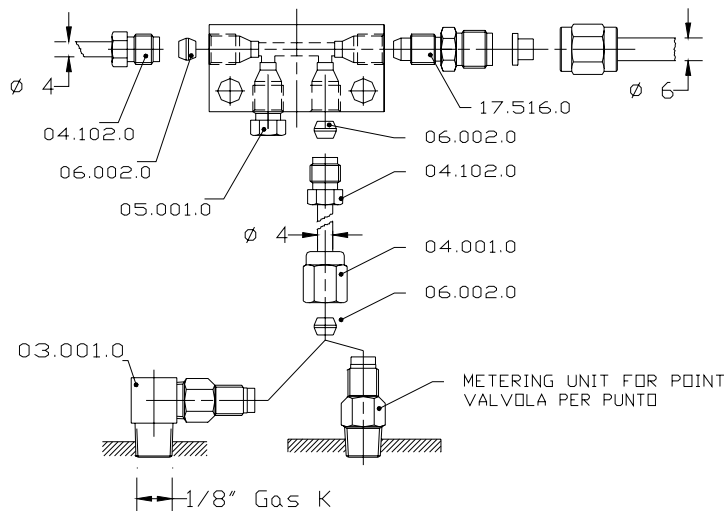 Ø 4
Ø 6
17.516.0
04.102.0
06.002.0
06.002.0
04.102.0
05.001.0
Ø 4
04.001.0
06.002.0
03.001.0
METERING UNIT FOR POINT
VALVOLA PER PUNTO
1/8" Gas K